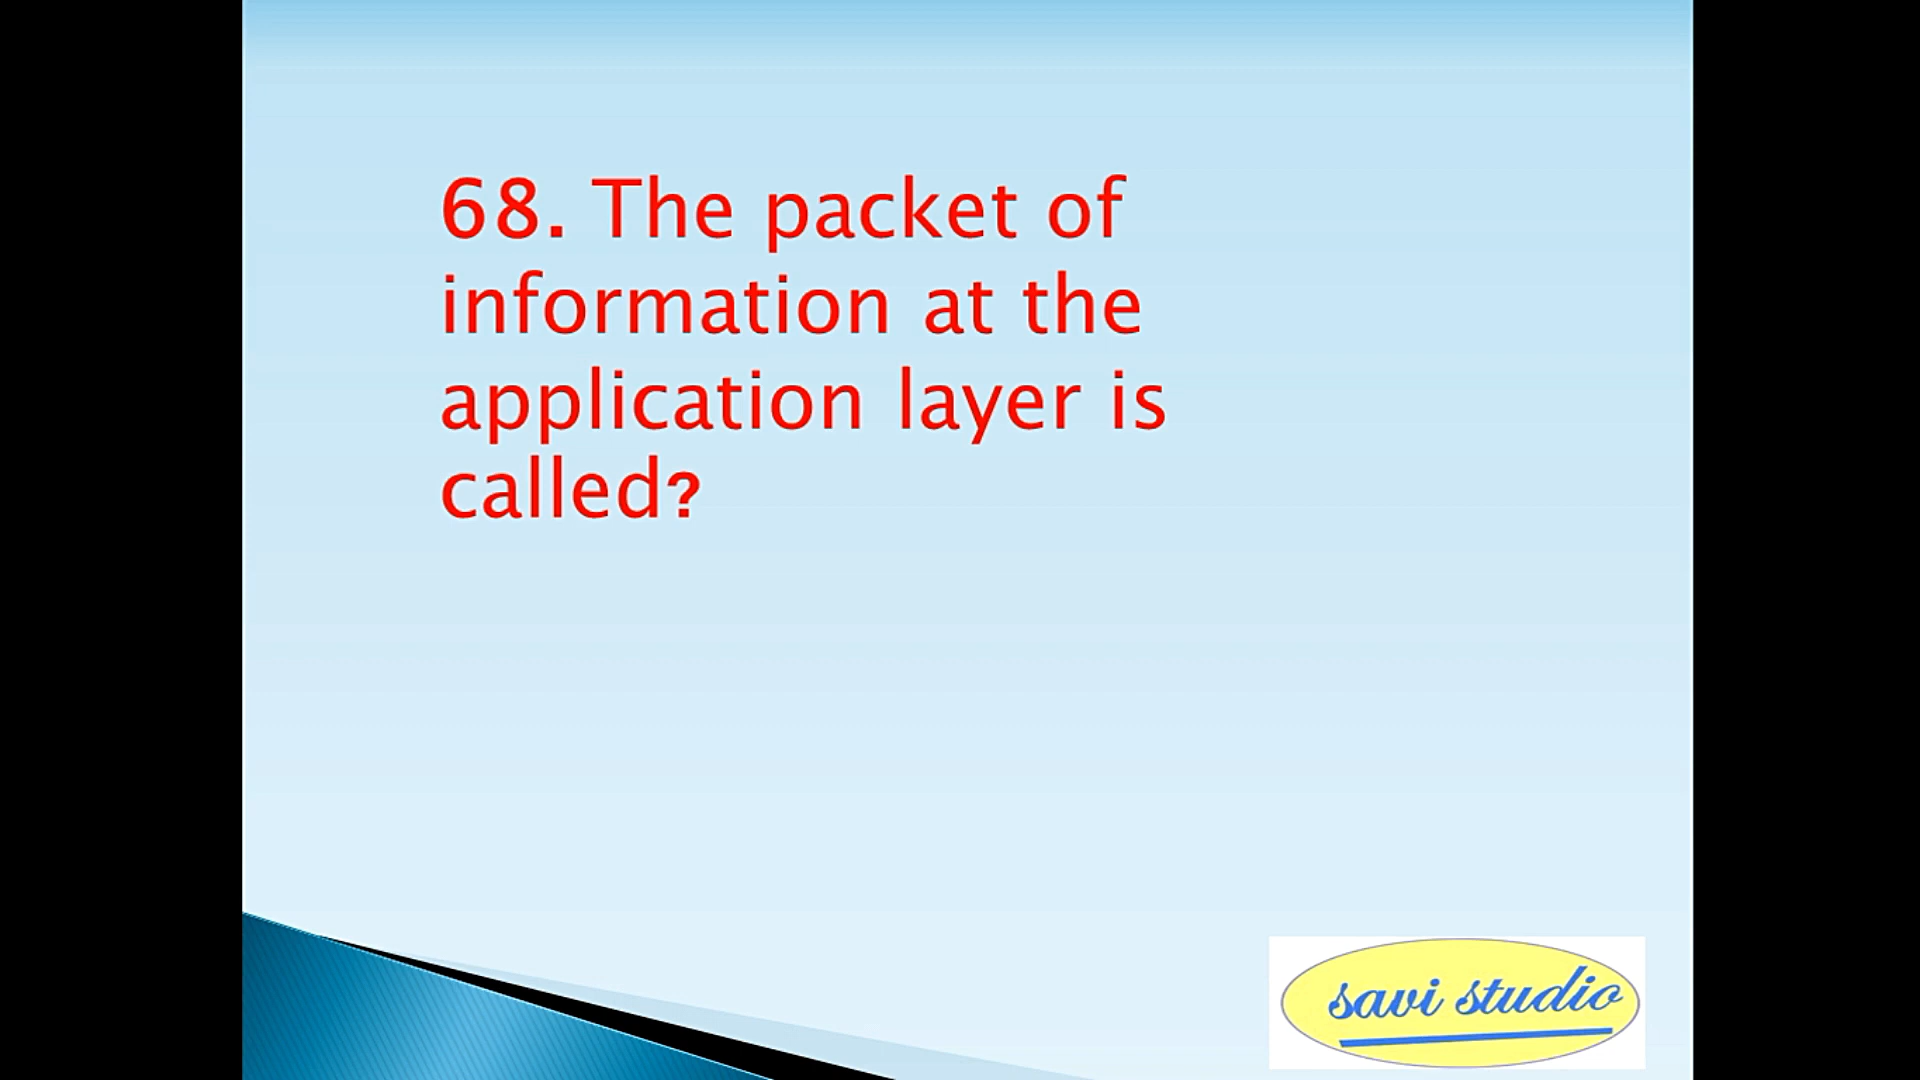 68. The packet of
information at the
application layer is
called?
savi studio